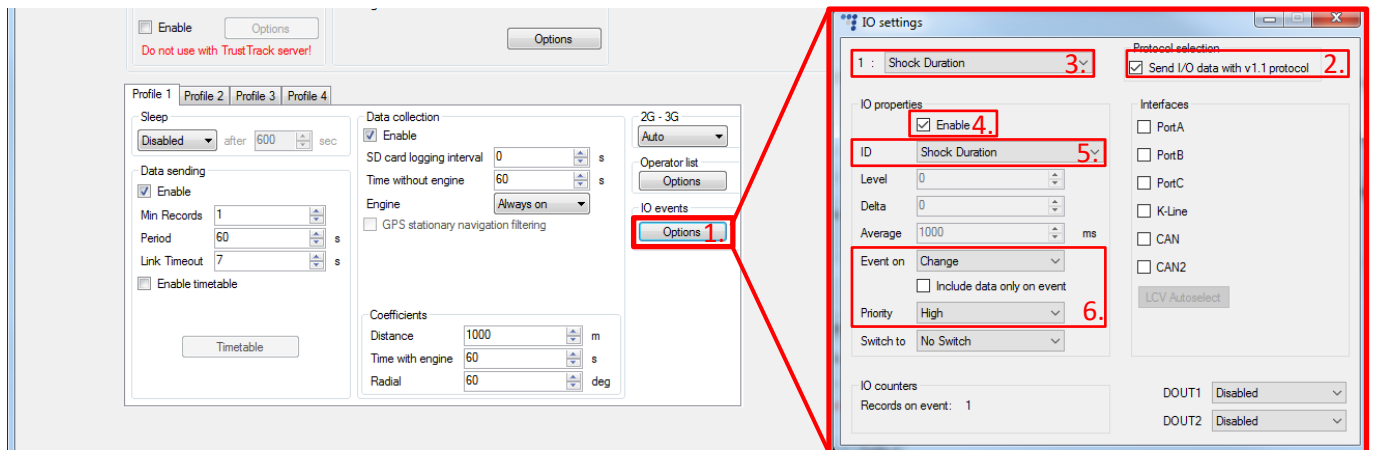 Enable
Options
Do not use with TrustTrack server!
Options
Profile 1 Profile 2 Profile 3 Profile 4
Sleep
Disabled after 600 sec
Data sending
Enable
Min Records 1
Period 60 s
Link Timeout 7 s
Enable timetable
Timetable
Data collection
Enable
SD card logging interval 0 s
Time without engine 60 s
Engine Always on
GPS stationary navigation filtering
Coefficients
Distance 1000 m
Time with engine 60 s
Radial 60 deg
2G - 3G
Auto
Operator list
Options
IO events
Options 1.
IO settings
1 : Shock Duration 3.
Protocol selection
Send I/O data with v1.1 protocol 2.
IO properties
Enable 4.
ID Shock Duration 5.
Level 0
Delta 0
Average 1000 ms
Event on Change
Include data only on event
Priority High 6.
Switch to No Switch
Interfaces
PortA
PortB
PortC
K-Line
CAN
CAN2
LCV Autoselect
IO counters
Records on event: 1
DOUT1 Disabled
DOUT2 Disabled